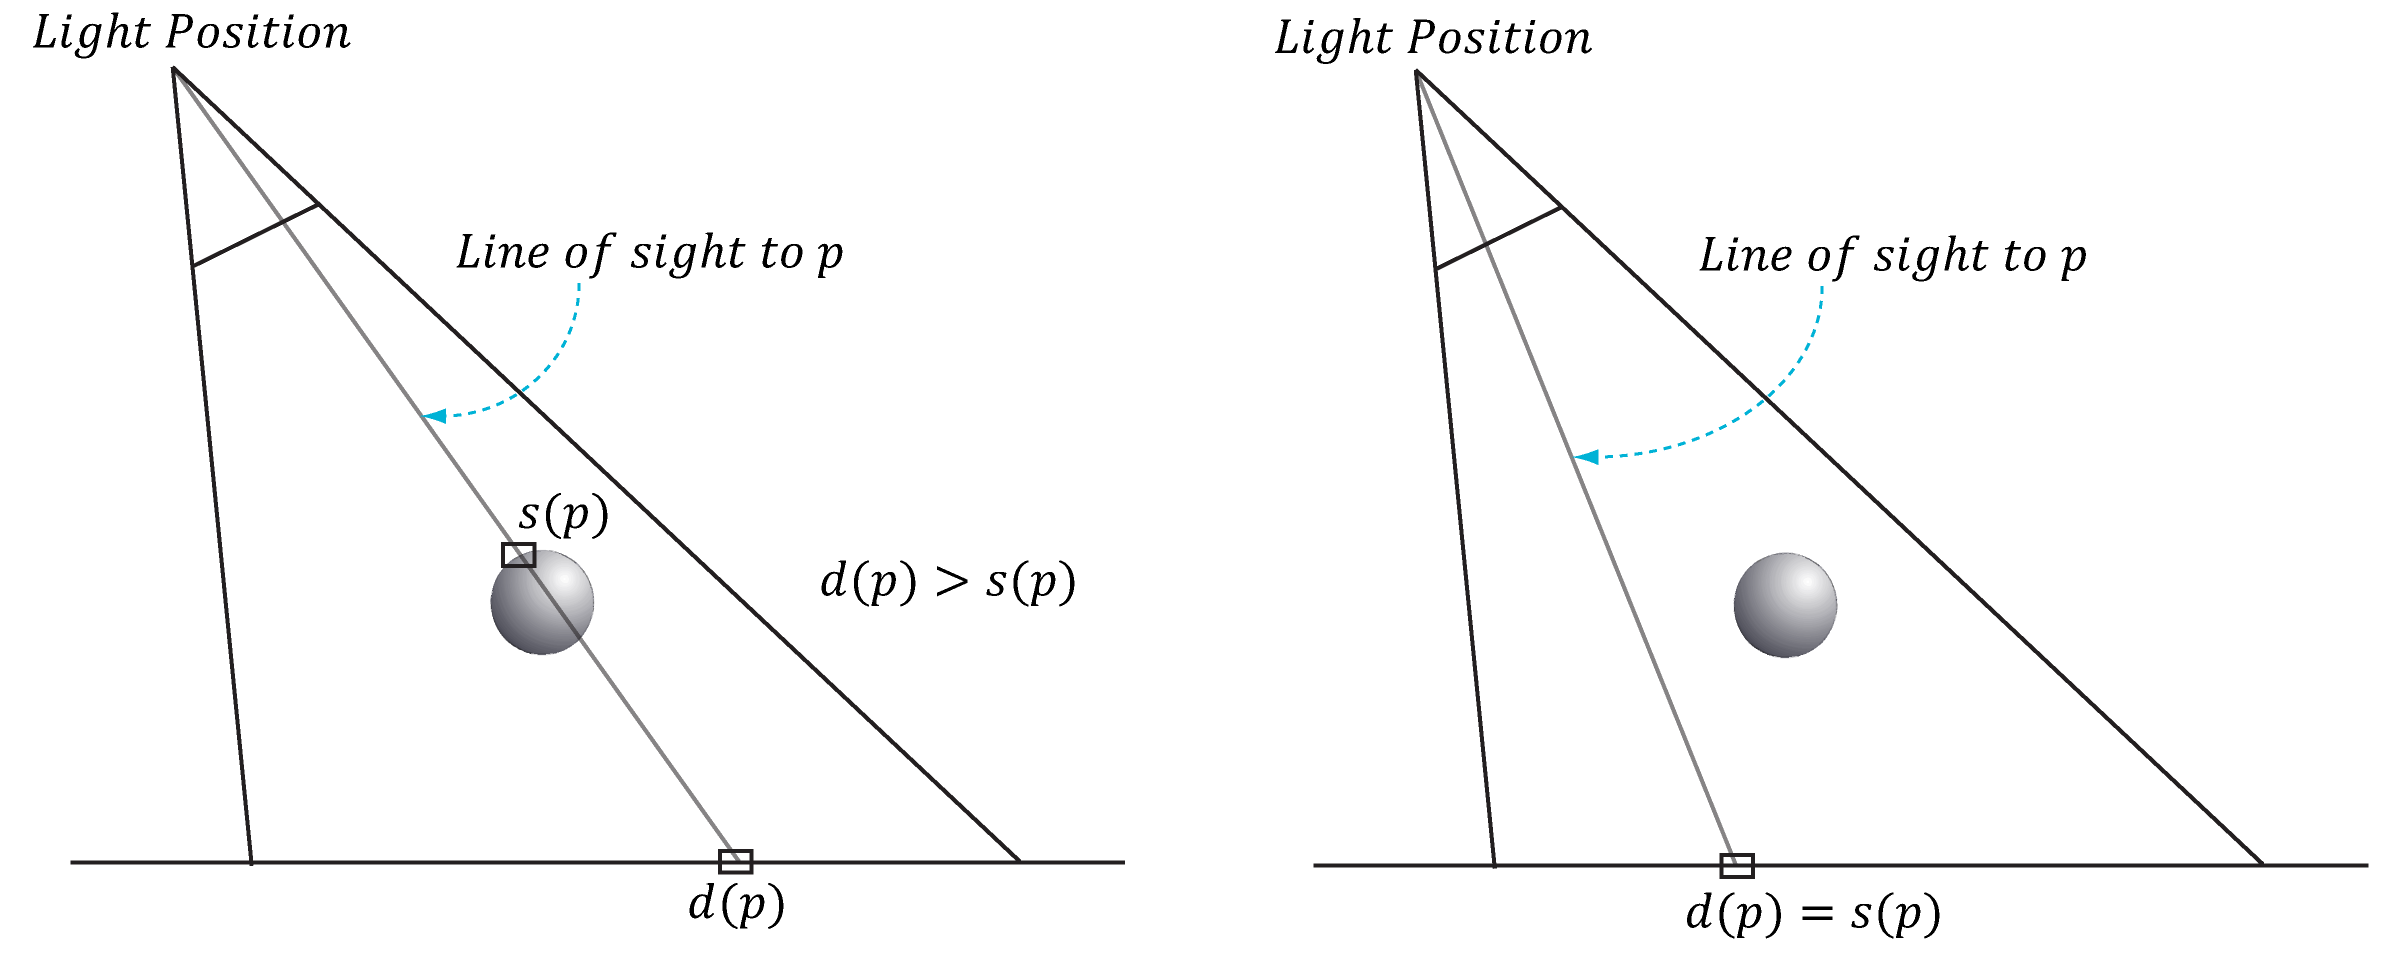 Light Position
Line of sight to p
s(p)
d(p) > s(p)
d(p)
Light Position
Line of sight to p
d(p) = s(p)